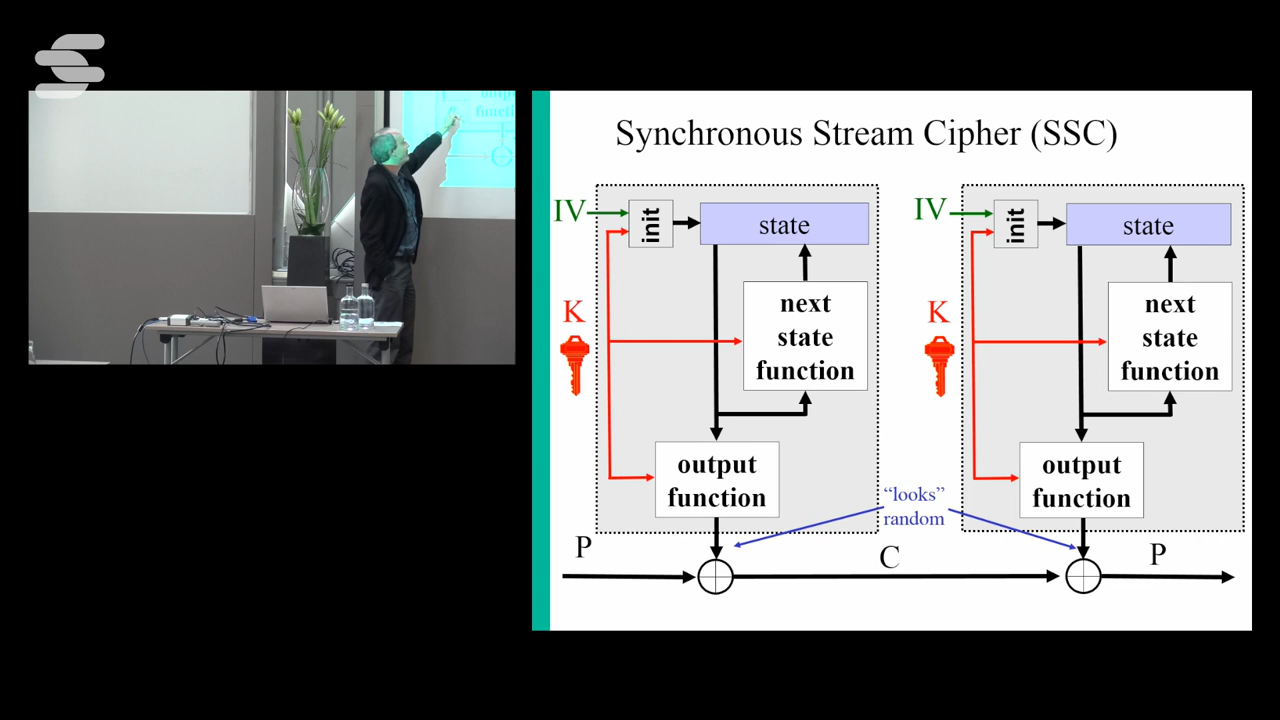 Synchronous Stream Cipher (SSC)
IV
init
state
K
next
state
function
output
function
P
"looks"
random
C
IV
init
state
K
next
state
function
output
function
P